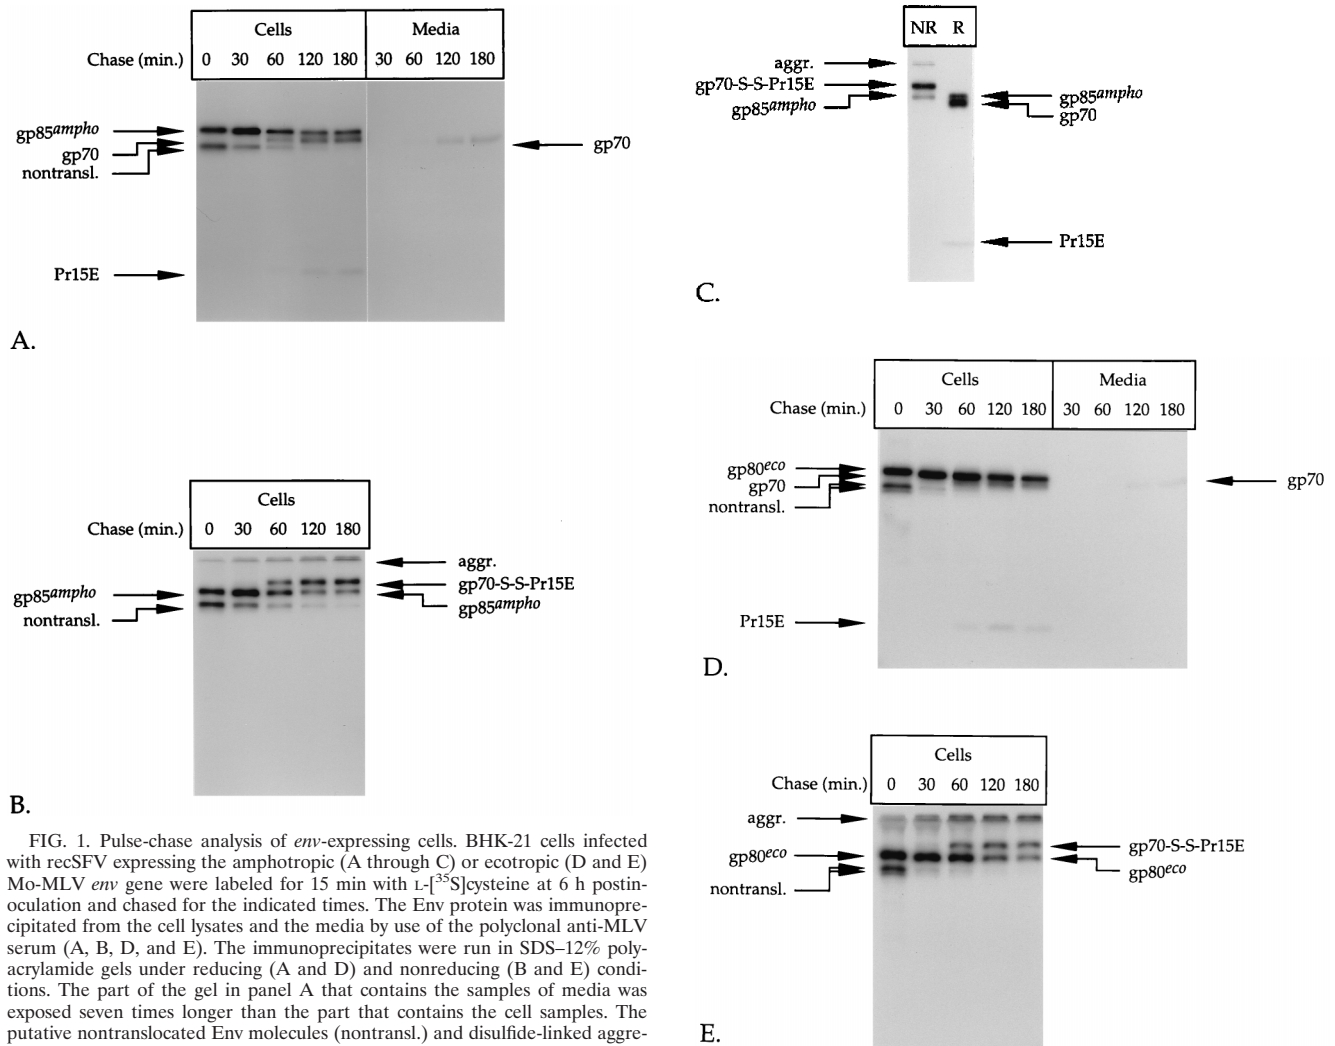 Cells Media
Chase (min.) 0 30 60 120 180 30 60 120 180
gp85ampho
gp70
nontransl.
gp70
Pr15E
A.
Cells
Chase (min.) 0 30 60 120 180
aggr.
gp70-S-S-Pr15E
gp85ampho
gp85ampho
nontransl.
B.
FIG. 1. Pulse-chase analysis of env-expressing cells. BHK-21 cells infected
with recSFV expressing the amphotropic (A through C) or ecotropic (D and E)
Mo-MLV env gene were labeled for 15 min with L-[35S]cysteine at 6 h postin-
oculation and chased for the indicated times. The Env protein was immunopre-
cipitated from the cell lysates and the media by use of the polyclonal anti-MLV
serum (A, B, D, and E). The immunoprecipitates were run in SDS–12% poly-
acrylamide gels under reducing (A and D) and nonreducing (B and E) condi-
tions. The part of the gel in panel A that contains the samples of media was
exposed seven times longer than the part that contains the cell samples. The
putative nontranslocated Env molecules (nontransl.) and disulfide-linked aggre-
NR R
aggr.
gp70-S-S-Pr15E
gp85ampho
gp85ampho
gp70
Pr15E
C.
Cells Media
Chase (min.) 0 30 60 120 180 30 60 120 180
gp80eco
gp70
nontransl.
gp70
Pr15E
D.
Cells
Chase (min.) 0 30 60 120 180
aggr.
gp80eco
nontransl.
gp70-S-S-Pr15E
gp80eco
E.